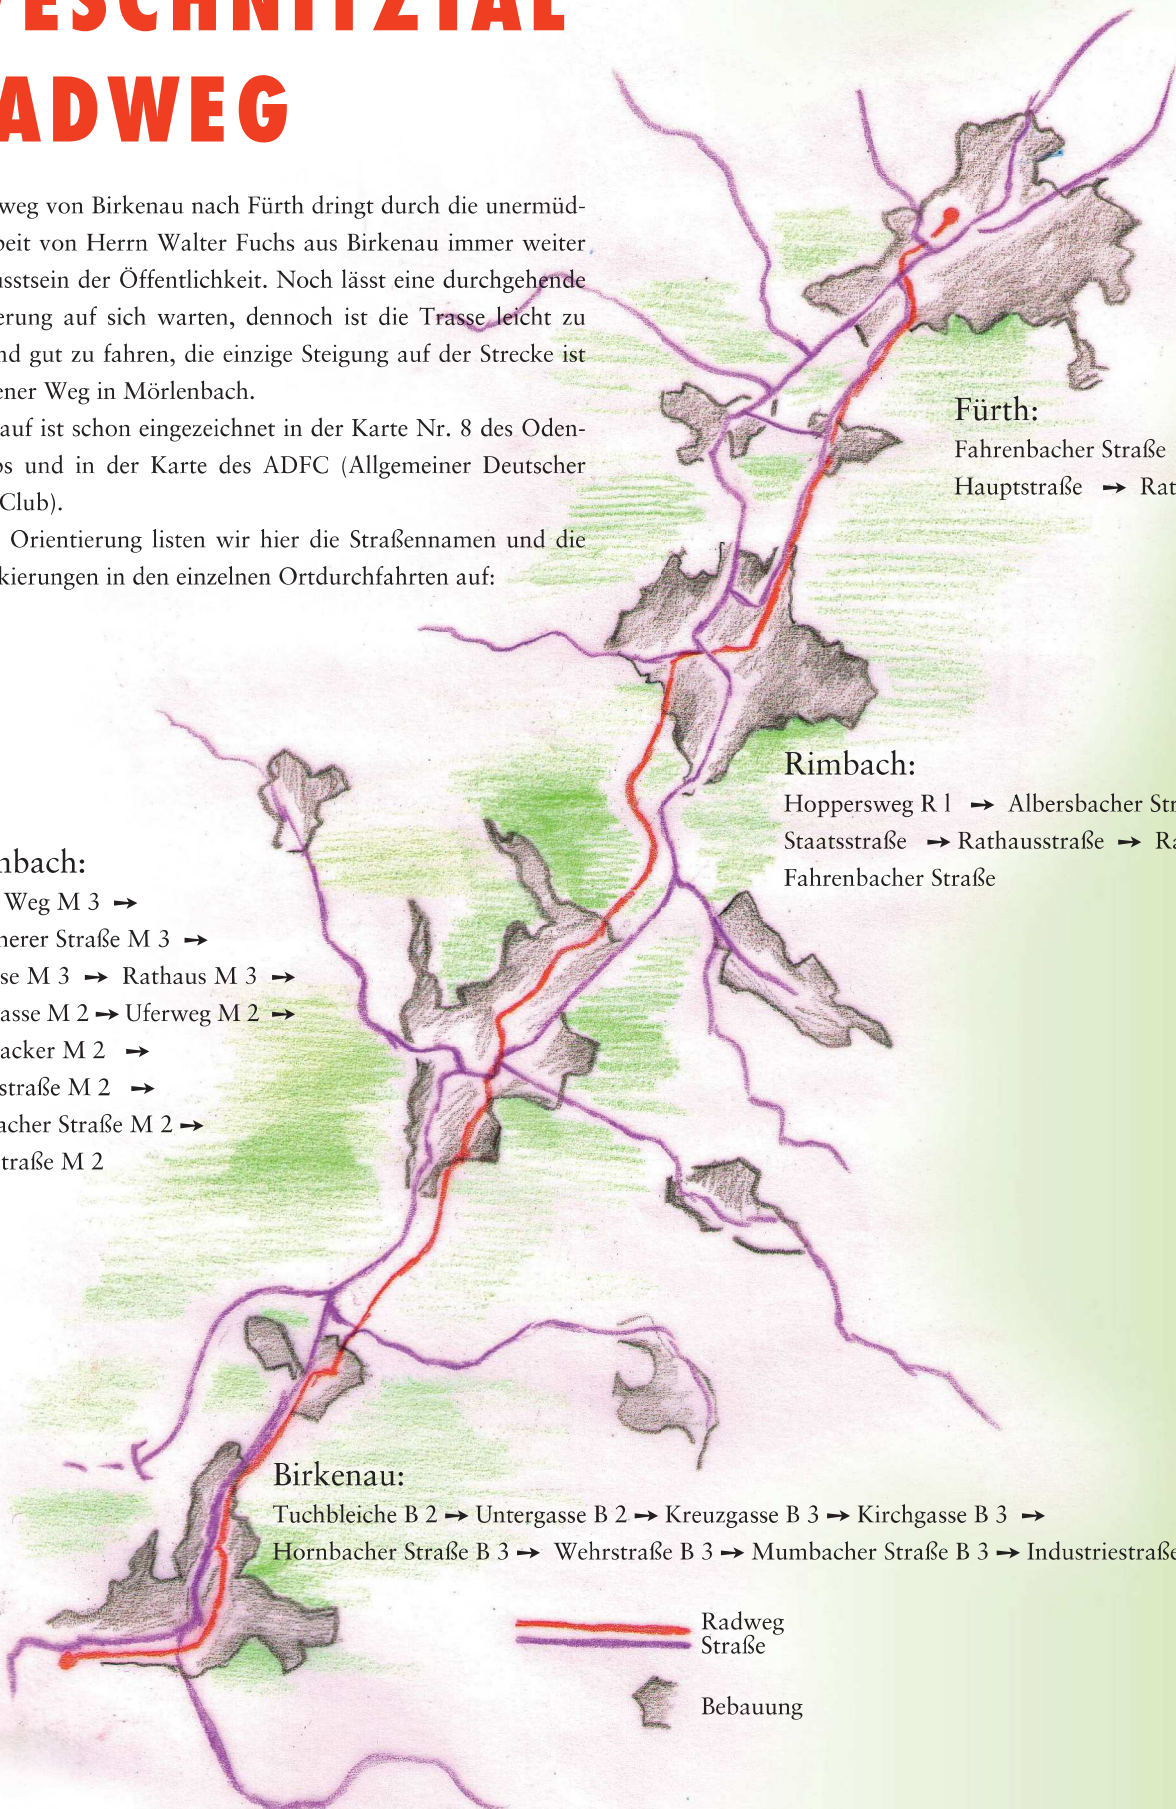 ESCHNITZTAL
ADWEG
weg von Birkenau nach Fürth dringt durch die unermüd-
beit von Herrn Walter Fuchs aus Birkenau immer weiter
usstsein der Öffentlichkeit. Noch lässt eine durchgehende
erung auf sich warten, dennoch ist die Trasse leicht zu
nd gut zu fahren, die einzige Steigung auf der Strecke ist
ener Weg in Mörlenbach.
auf ist schon eingezeichnet in der Karte Nr. 8 des Oden-
bs und in der Karte des ADFC (Allgemeiner Deutscher
Club).
Orientierung listen wir hier die Straßennamen und die
kierungen in den einzelnen Ortdurchfahrten auf:
Fürth:
Fahrenbacher Straße
Hauptstraße → Rat
Rimbach:
Hoppersweg R l → Albersbacher Str
Staatsstraße → Rathausstraße → Ra
Fahrenbacher Straße
nbach:
Weg M 3 →
nerer Straße M 3 →
se M 3 → Rathaus M 3 →
asse M 2 → Uferweg M 2 →
acker M 2 →
straße M 2 →
acher Straße M 2 →
traße M 2
Birkenau:
Tuchbleiche B 2 → Untergasse B 2 → Kreuzgasse B 3 → Kirchgasse B 3 →
Hornbacher Straße B 3 → Wehrstraße B 3 → Mumbacher Straße B 3 → Industriestraße
Radweg
Straße
Bebauung